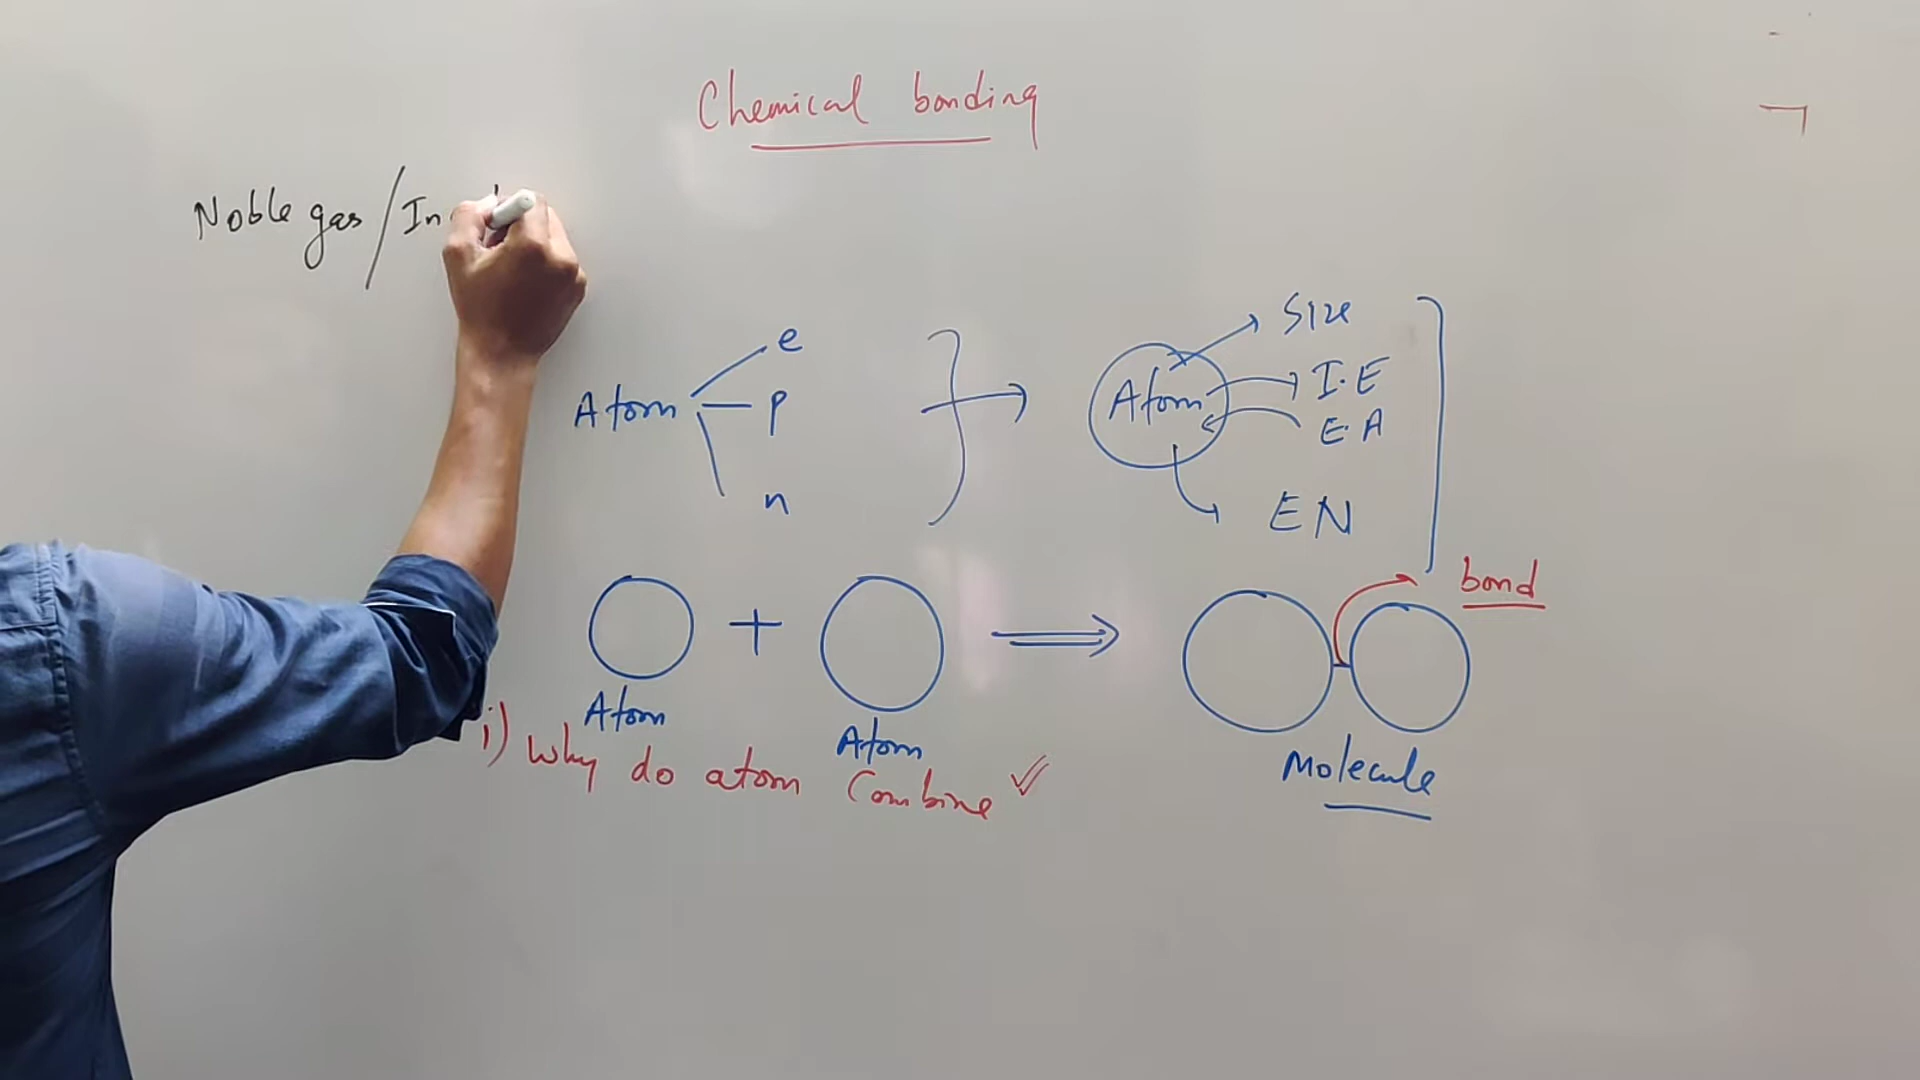 Chemical bonding
Noble gas / In
Atom
e
p
n
Atom
Size
I.E
E.A
EN
+
Atom
Atom
bond
Molecule
i) Why do atom Combine ✓